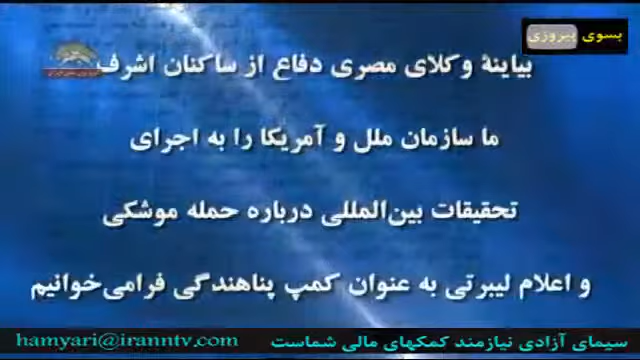 بسوی پیروزی
بیاینهٔ وکلای مصری دفاع از ساکنان اشرف
ما سازمان ملل و آمریکا را به اجرای
تحقیقات بین‌المللی درباره حمله موشکی
و اعلام لیبرتی به عنوان کمپ پناهندگی فرامی‌خوانیم
سیمای آزادی نیازمند کمکهای مالی شماست hamyari@iranntv.com